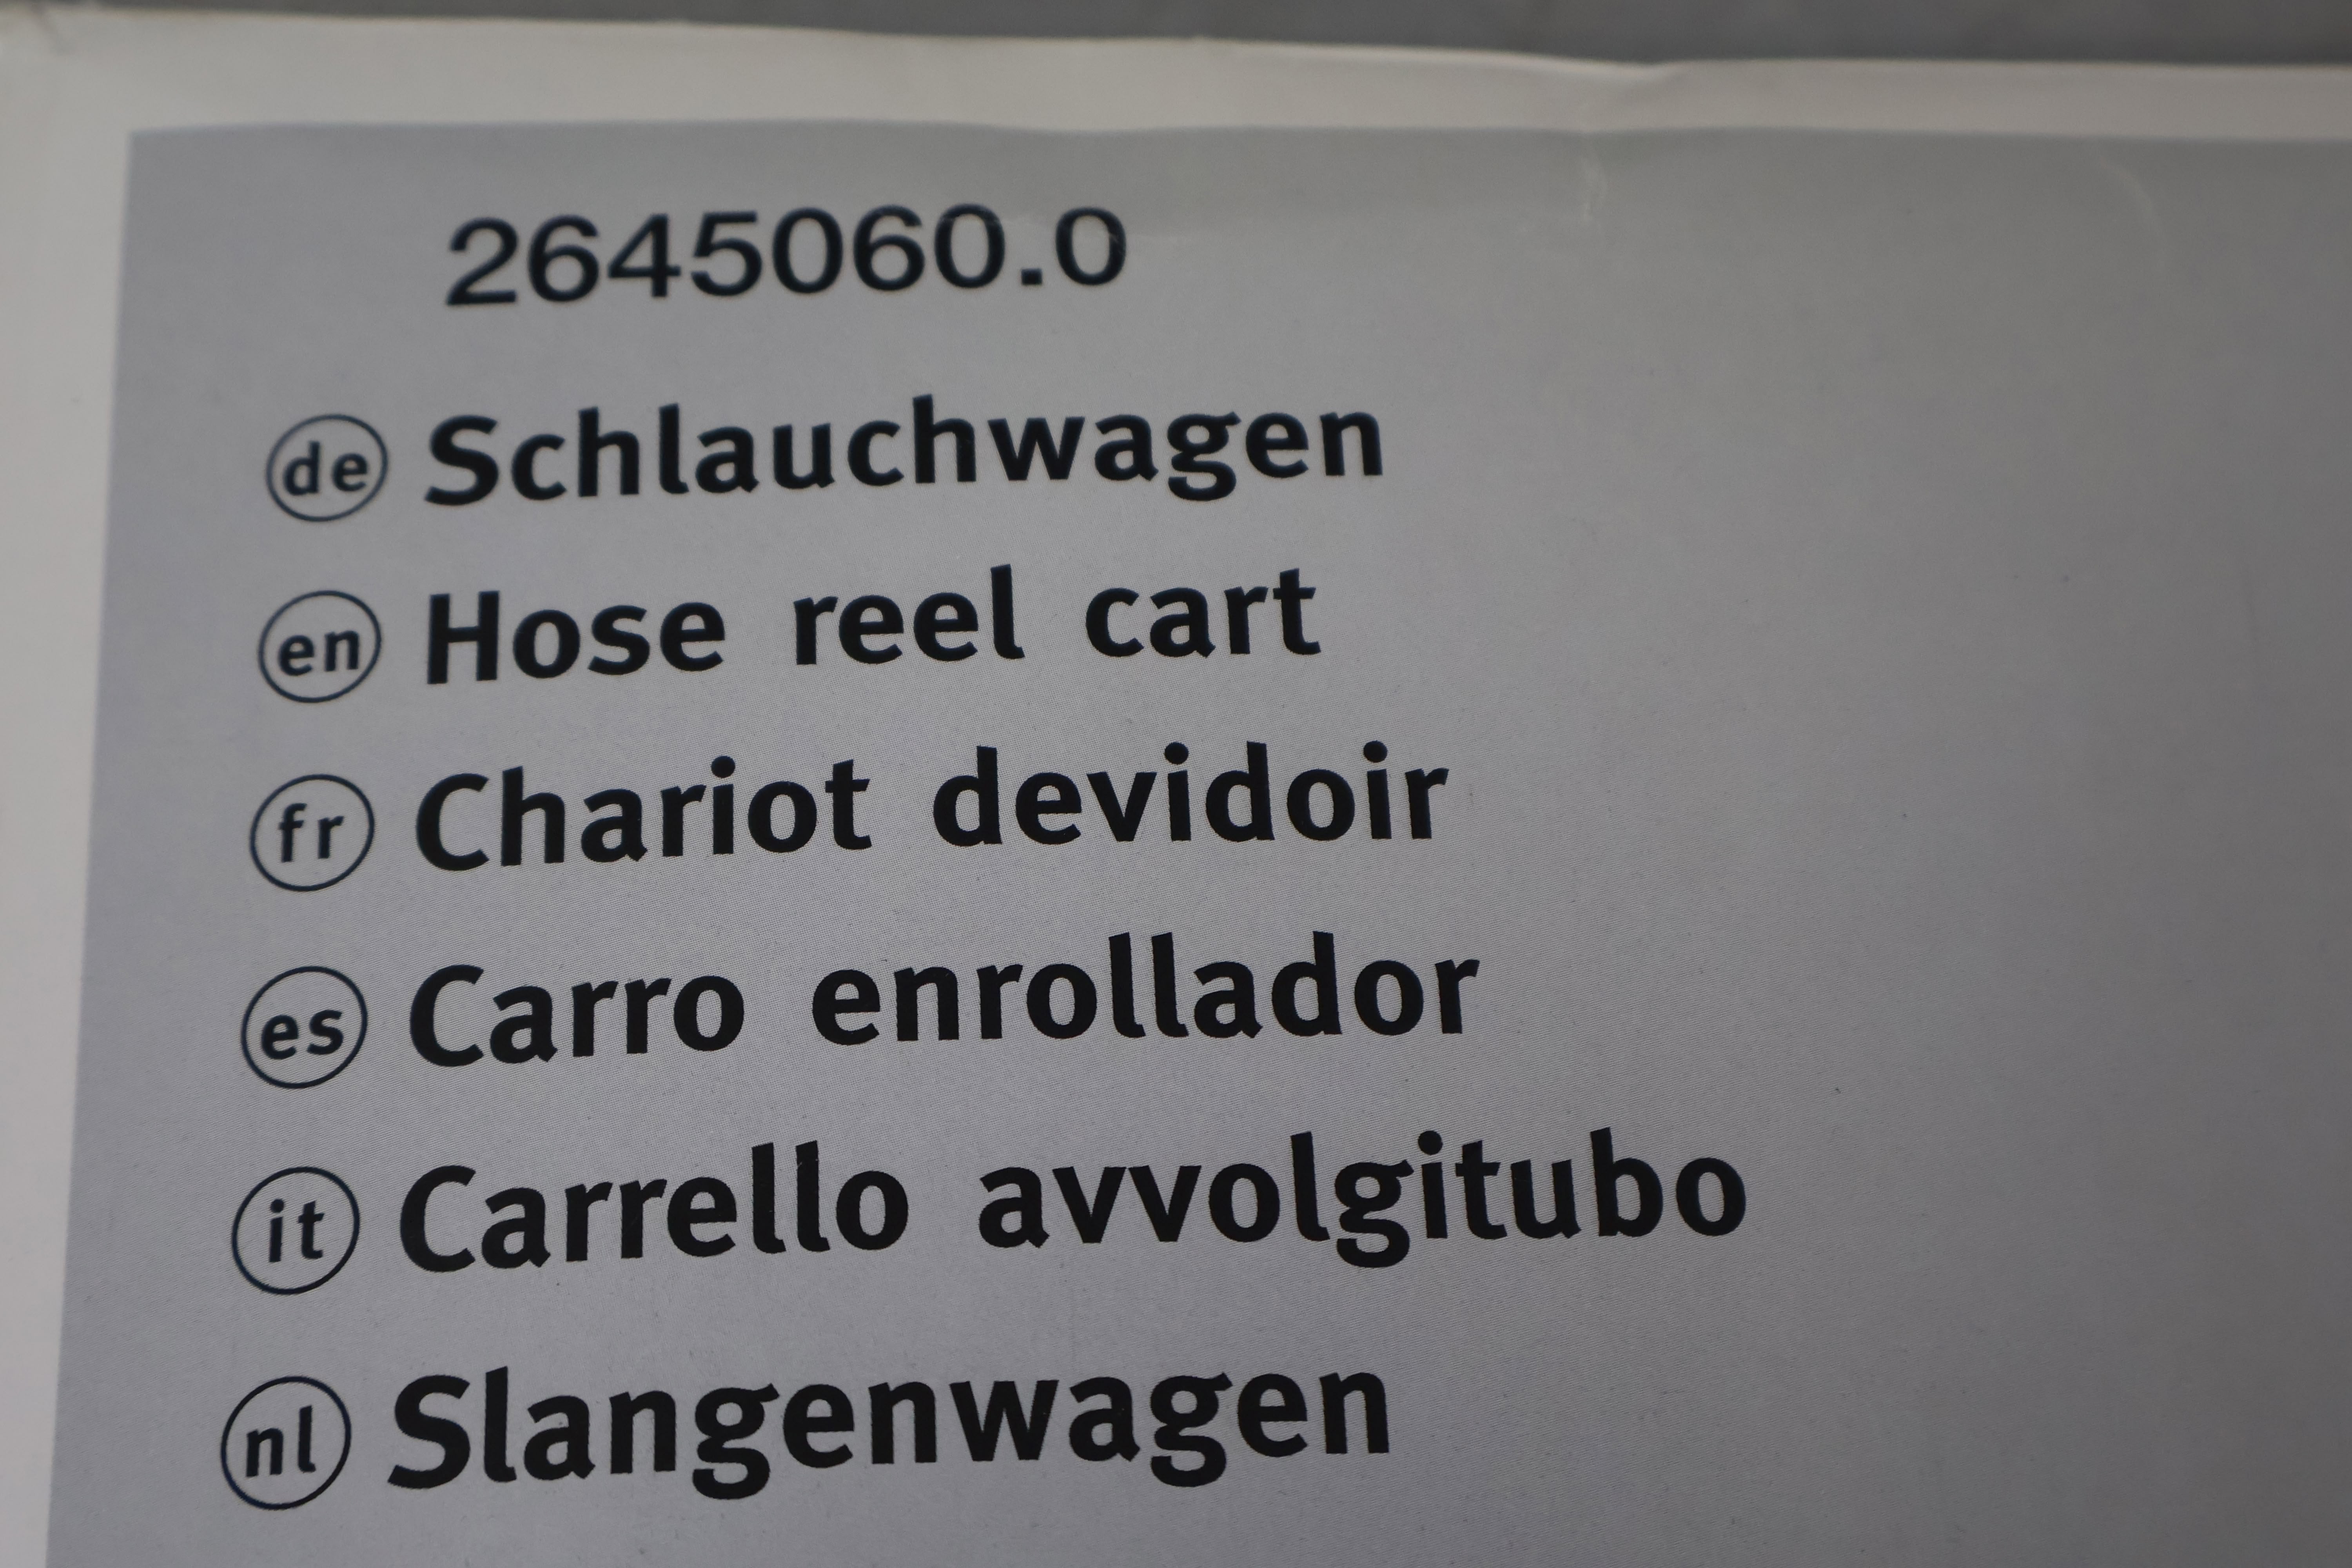 2645060.0
de Schlauchwagen
en Hose reel cart
fr Chariot devidoir
es Carro enrollador
it Carrello avvolgitubo
nl Slangenwagen